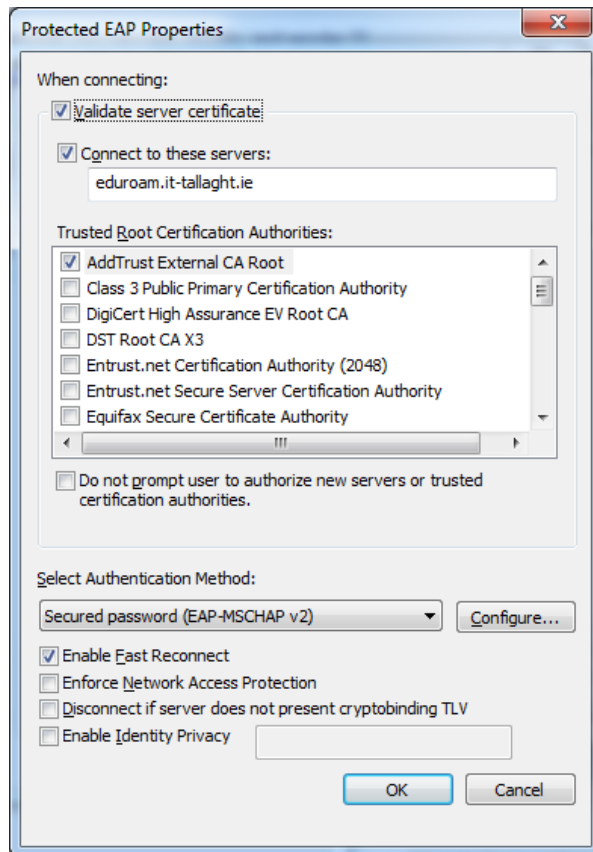 Protected EAP Properties
When connecting:
Validate server certificate
Connect to these servers:
eduroam.it-tallaght.ie
Trusted Root Certification Authorities:
AddTrust External CA Root
Class 3 Public Primary Certification Authority
DigiCert High Assurance EV Root CA
DST Root CA X3
Entrust.net Certification Authority (2048)
Entrust.net Secure Server Certification Authority
Equifax Secure Certificate Authority
Do not prompt user to authorize new servers or trusted
certification authorities.
Select Authentication Method:
Secured password (EAP-MSCHAP v2) Configure...
Enable Fast Reconnect
Enforce Network Access Protection
Disconnect if server does not present cryptobinding TLV
Enable Identity Privacy
OK Cancel